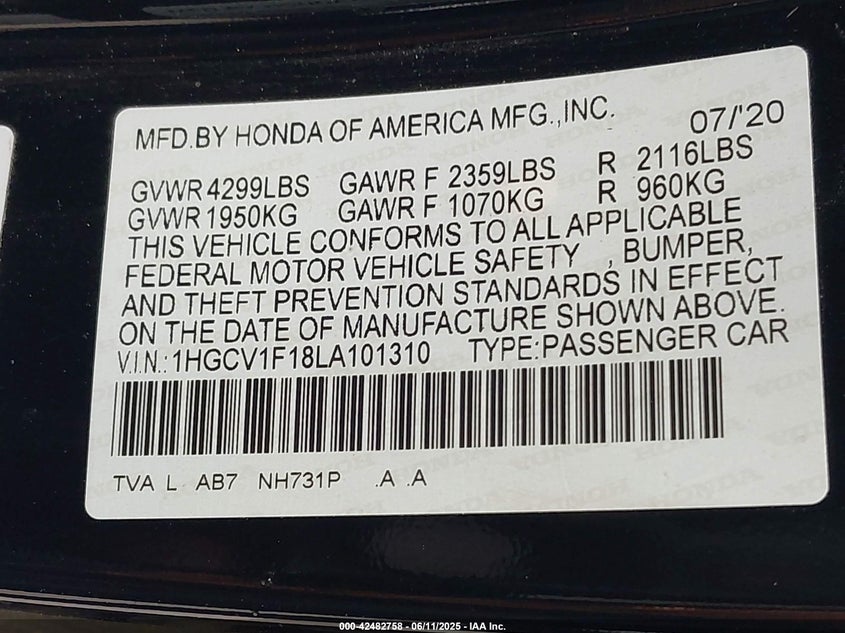 MFD.BY HONDA OF AMERICA MFG.,INC. 07/'20
GVWR 4299LBS GAWR F 2359LBS R 2116LBS
GVWR 1950KG GAWR F 1070KG R 960KG
THIS VEHICLE CONFORMS TO ALL APPLICABLE
FEDERAL MOTOR VEHICLE SAFETY , BUMPER,
AND THEFT PREVENTION STANDARDS IN EFFECT
ON THE DATE OF MANUFACTURE SHOWN ABOVE.
V.I.N.: 1HGCV1F18LA101310 TYPE:PASSENGER CAR
TVA L AB7 NH731P .A .A
000-42482758 - 06/11/2025 - IAA Inc.